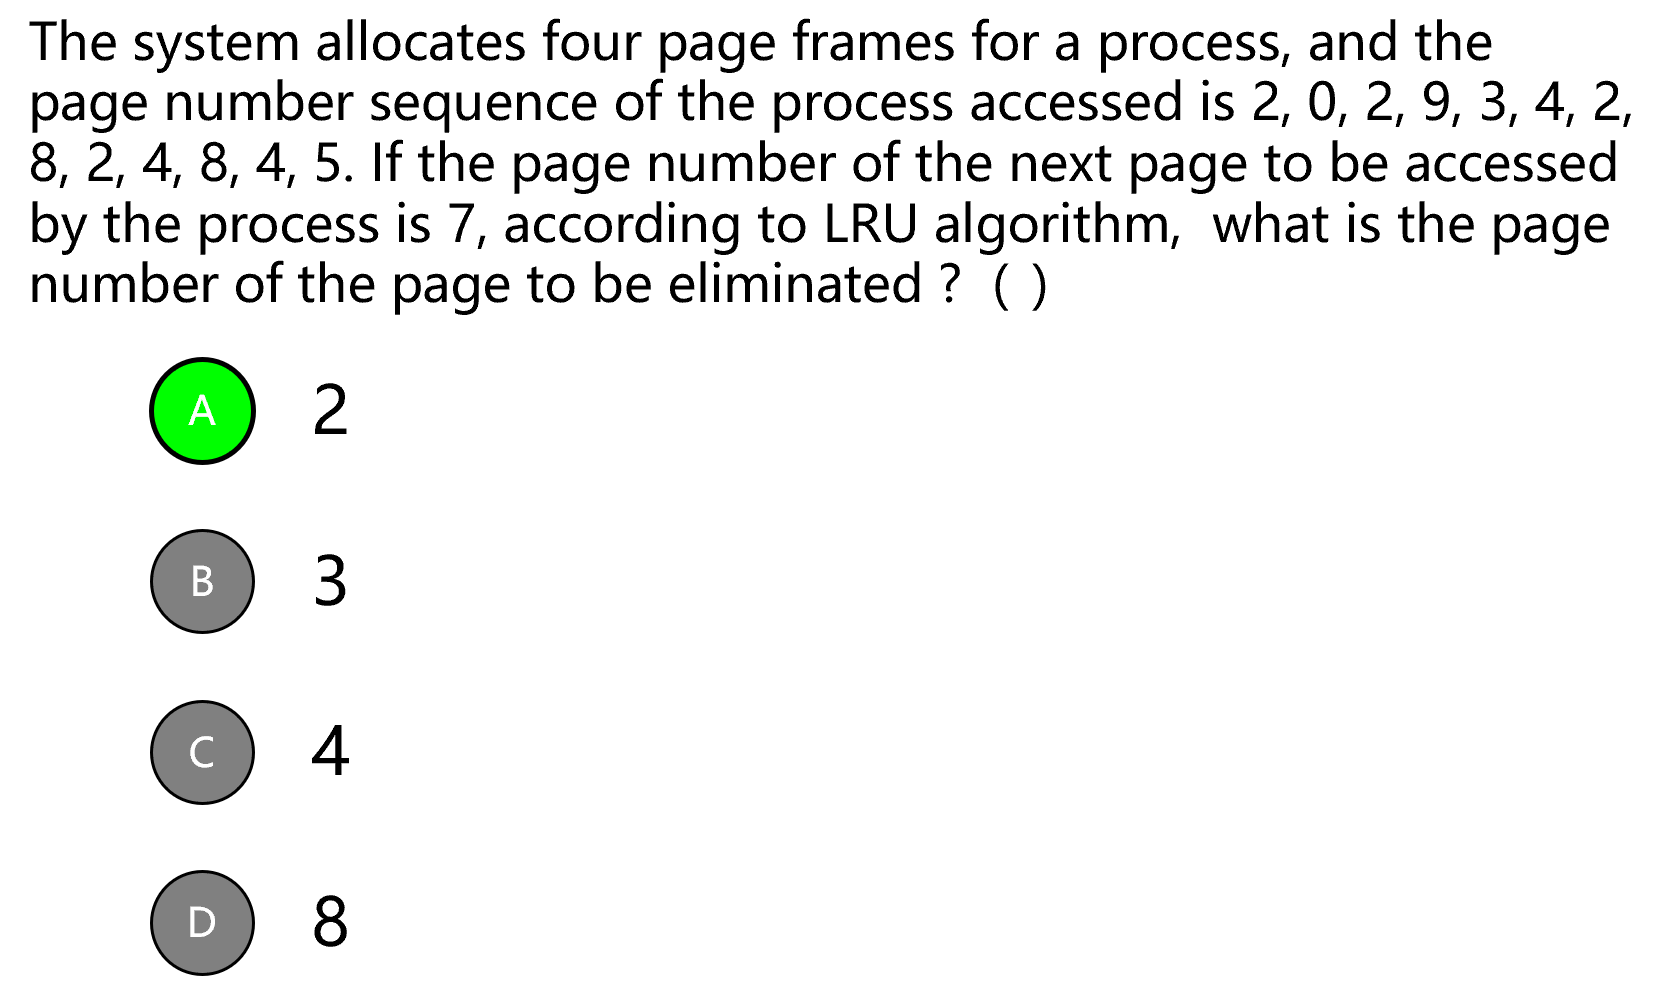 The system allocates four page frames for a process, and the
page number sequence of the process accessed is 2, 0, 2, 9, 3, 4, 2,
8, 2, 4, 8, 4, 5. If the page number of the next page to be accessed
by the process is 7, according to LRU algorithm,  what is the page
number of the page to be eliminated ?  ( )
A 2
B 3
C 4
D 8